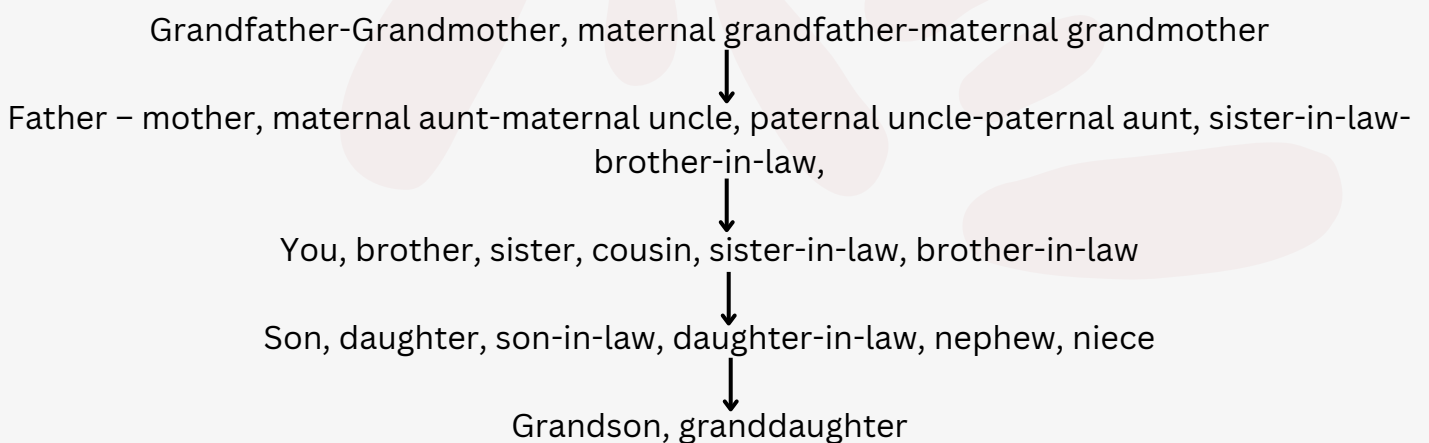 Grandfather-Grandmother, maternal grandfather-maternal grandmother
Father – mother, maternal aunt-maternal uncle, paternal uncle-paternal aunt, sister-in-law-
brother-in-law,
You, brother, sister, cousin, sister-in-law, brother-in-law
Son, daughter, son-in-law, daughter-in-law, nephew, niece
Grandson, granddaughter